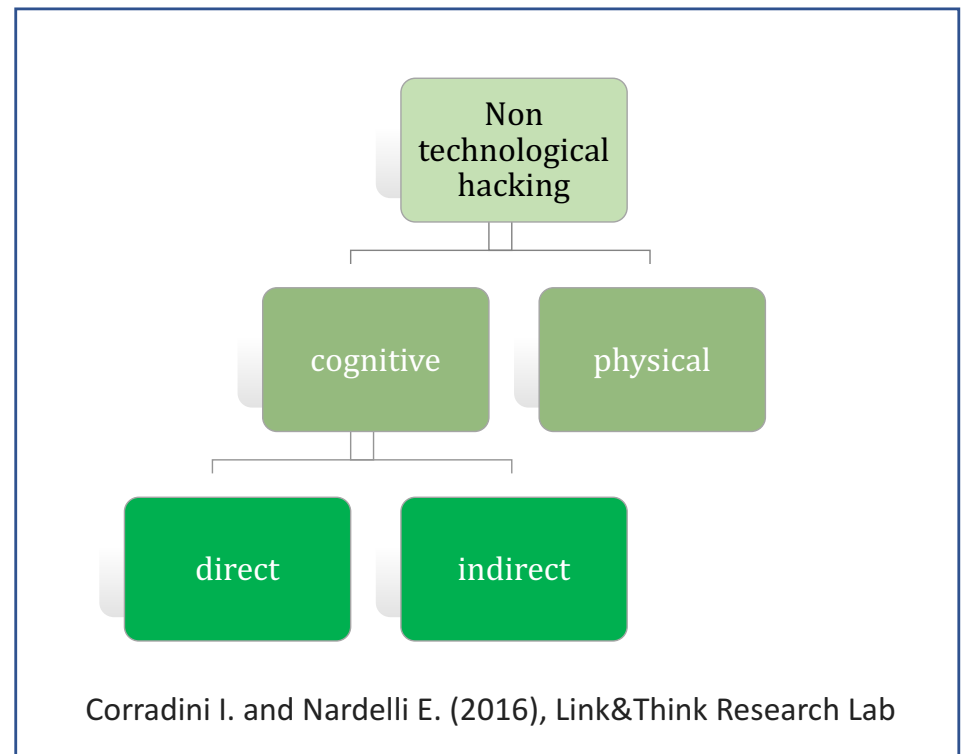 Non
technological
hacking
cognitive
physical
direct
indirect
Corradini I. and Nardelli E. (2016), Link&Think Research Lab